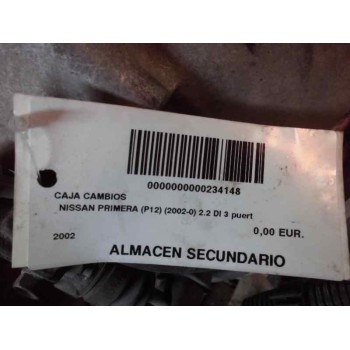 0000000000234148
CAJA CAMBIOS
NISSAN PRIMERA (P12) (2002-0) 2.2 DI 3 puert
0,00 EUR.
2002
ALMACEN SECUNDARIO